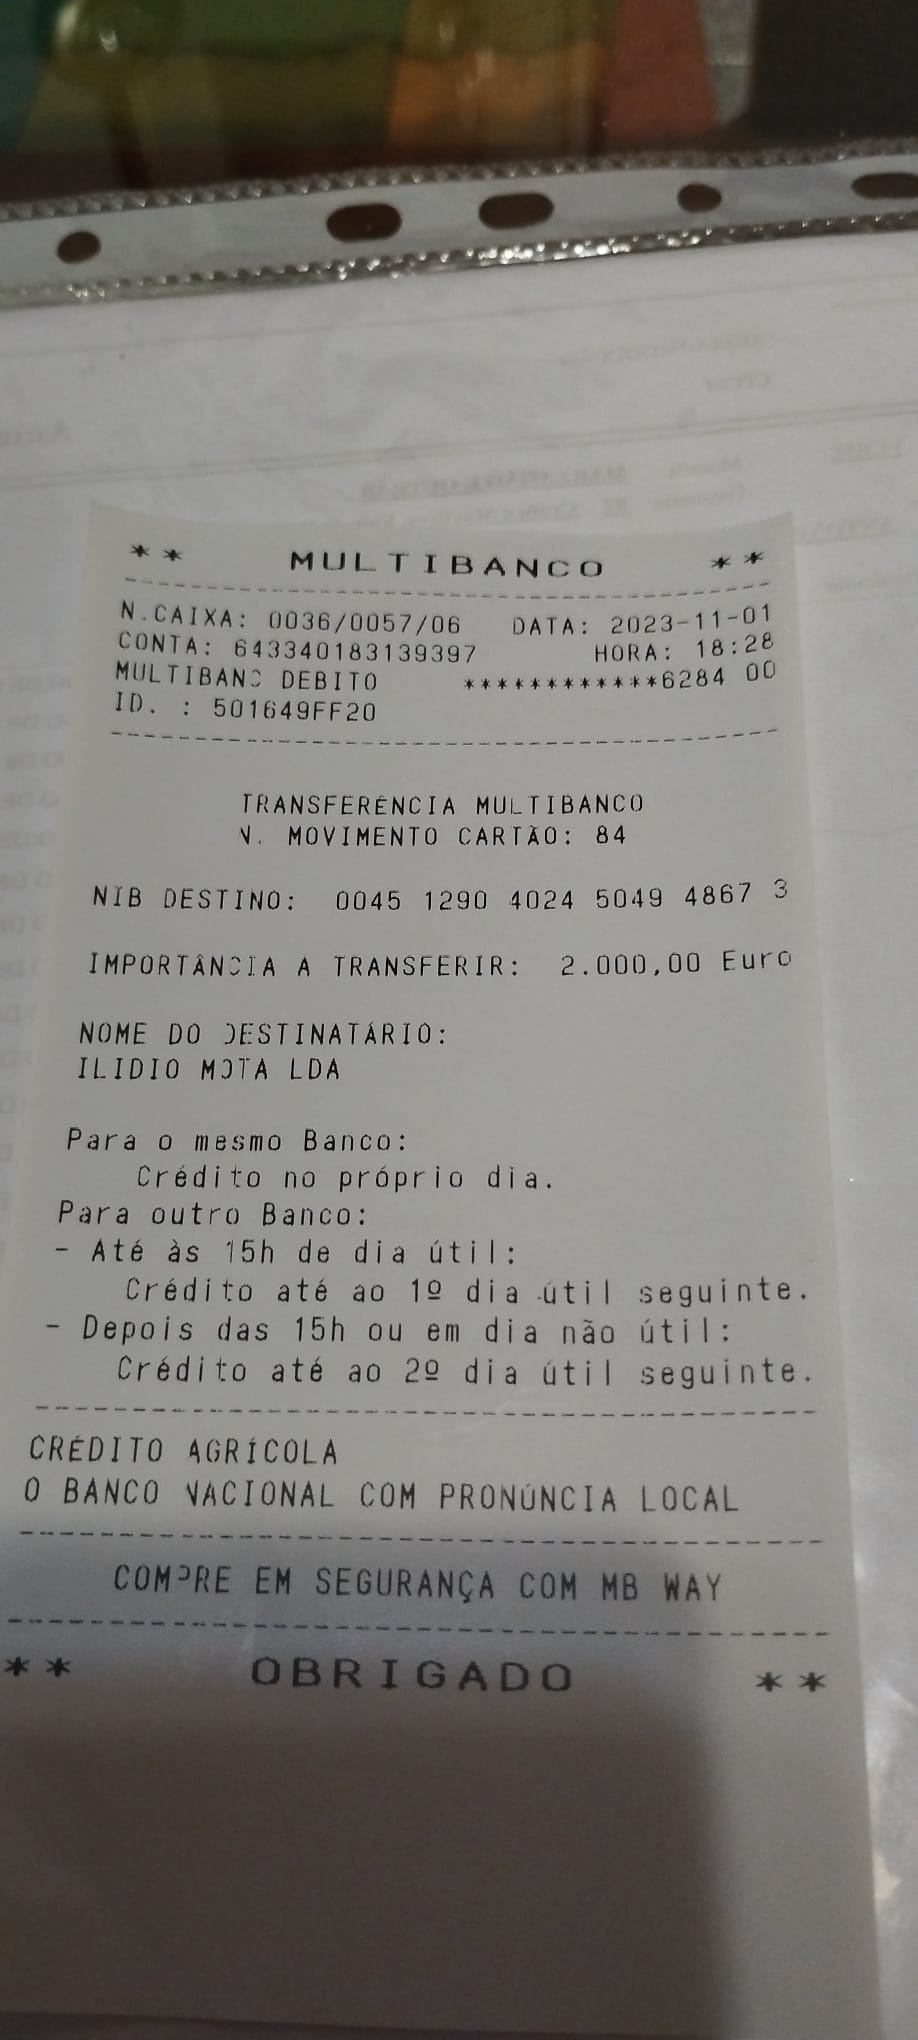 ** MULTIBANCO **
N.CAIXA: 0036/0057/06 DATA: 2023-11-01
CONTA: 643340183139397 HORA: 18:28
MULTIBANC DEBITO ************6284 00
ID. : 501649FF20
TRANSFERÊNCIA MULTIBANCO
N. MOVIMENTO CARTÃO: 84
NIB DESTINO: 0045 1290 4024 5049 4867 3
IMPORTÂNCIA A TRANSFERIR: 2.000,00 Euro
NOME DO DESTINATÁRIO:
ILIDIO MOTA LDA
Para o mesmo Banco:
Crédito no próprio dia.
Para outro Banco:
- Até às 15h de dia útil:
Crédito até ao 1º dia útil seguinte.
- Depois das 15h ou em dia não útil:
Crédito até ao 2º dia útil seguinte.
CRÉDITO AGRÍCOLA
O BANCO NACIONAL COM PRONÚNCIA LOCAL
COMPRE EM SEGURANÇA COM MB WAY
** OBRIGADO **